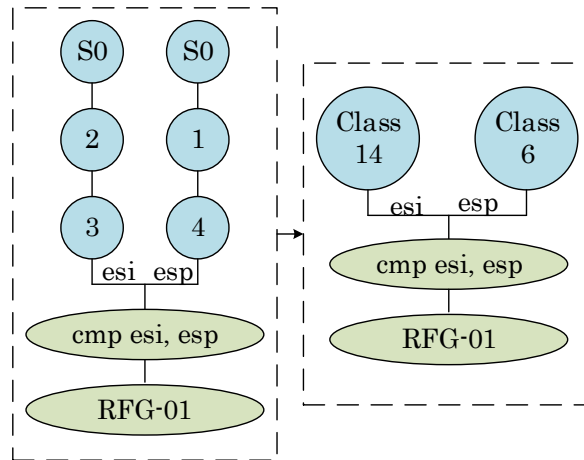 S0 S0
2 1
3 4
esi esp
cmp esi, esp
RFG-01
Class
14
Class
6
esi esp
cmp esi, esp
RFG-01